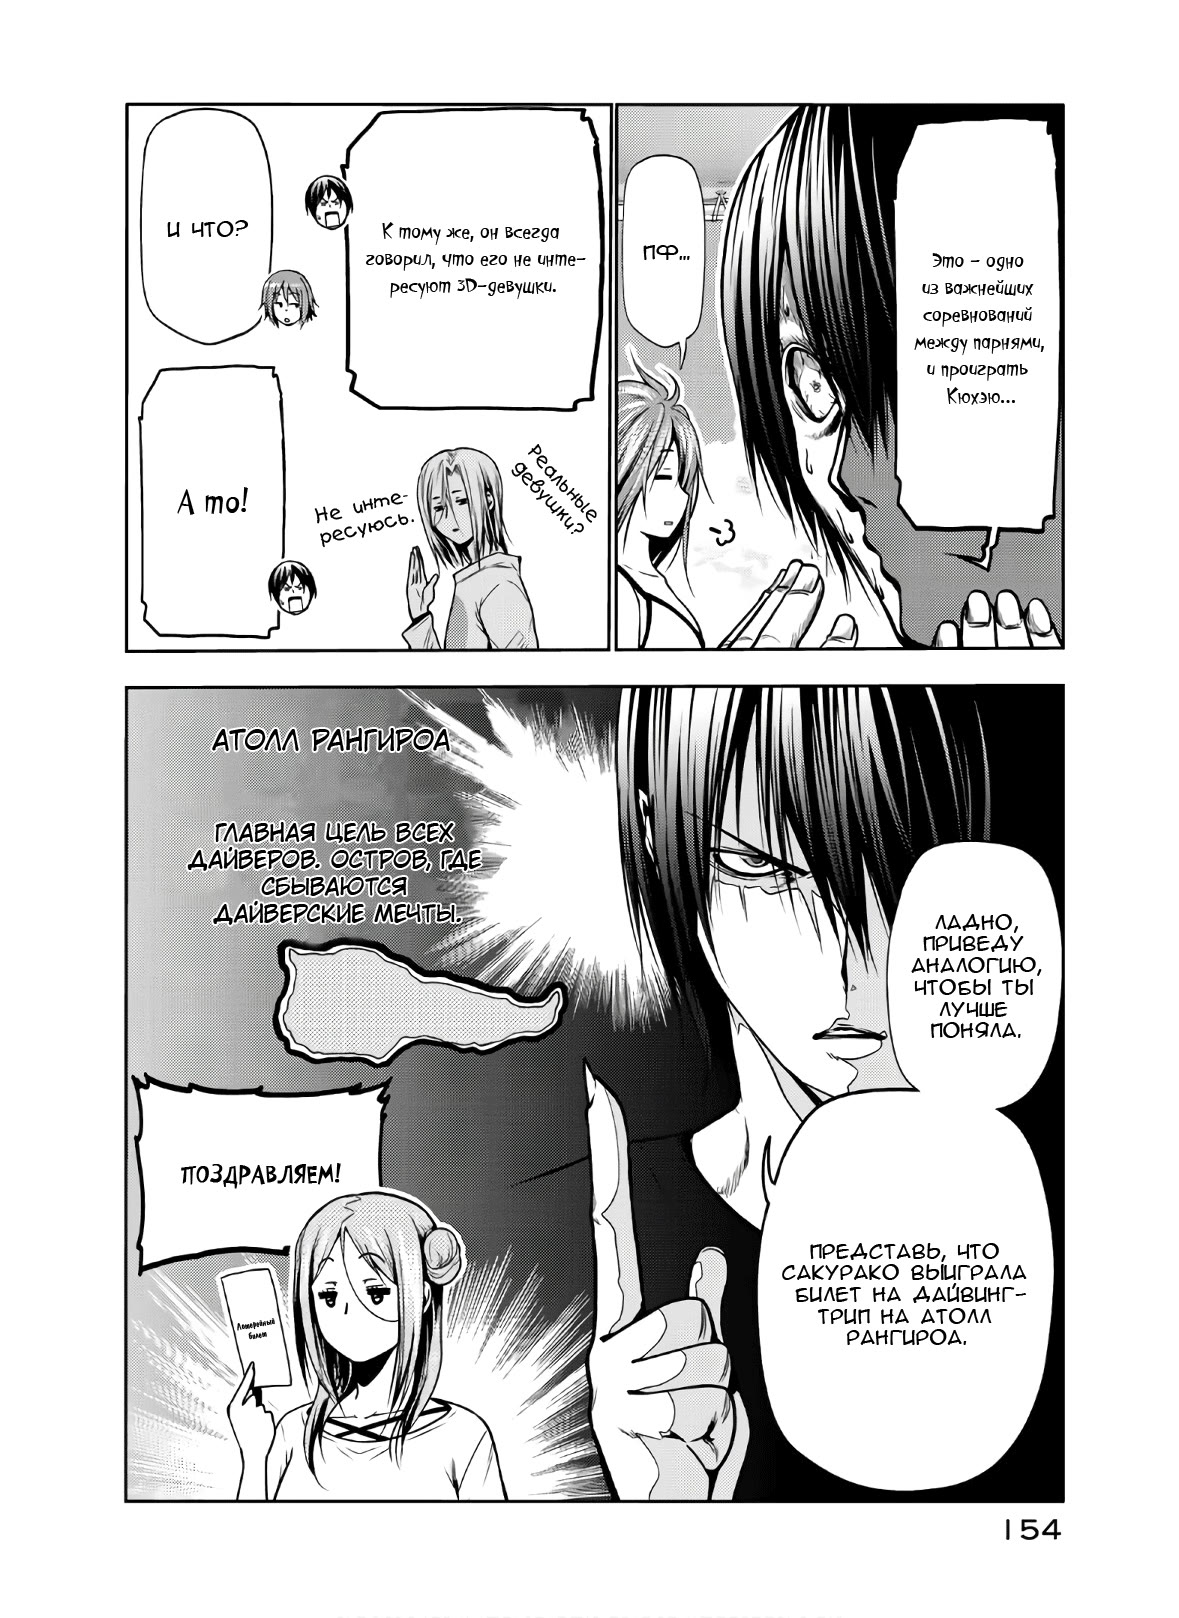 Это – одно
из важнейших
соревнований
между парнями,
и проиграть
Кюхэю...
ПФ...
К тому же, он всегда
говорил, что его не инте-
ресуют 3D-девушки.
И ЧТО?
Реальные
девушки?
Не инте-
ресуюсь.
А то!
ЛАДНО,
ПРИВЕДУ
АНАЛОГИЮ,
ЧТОБЫ ТЫ
ЛУЧШЕ
ПОНЯЛА.
АТОЛЛ РАНГИРОА
ГЛАВНАЯ ЦЕЛЬ ВСЕХ
ДАЙВЕРОВ. ОСТРОВ, ГДЕ
СБЫВАЮТСЯ
ДАЙВЕРСКИЕ МЕЧТЫ.
ПРЕДСТАВЬ, ЧТО
САКУРАКО ВЫИГРАЛА
БИЛЕТ НА ДАЙВИНГ-
ТРИП НА АТОЛЛ
РАНГИРОА.
ПОЗДРАВЛЯЕМ!
Лотерейный
билет
154